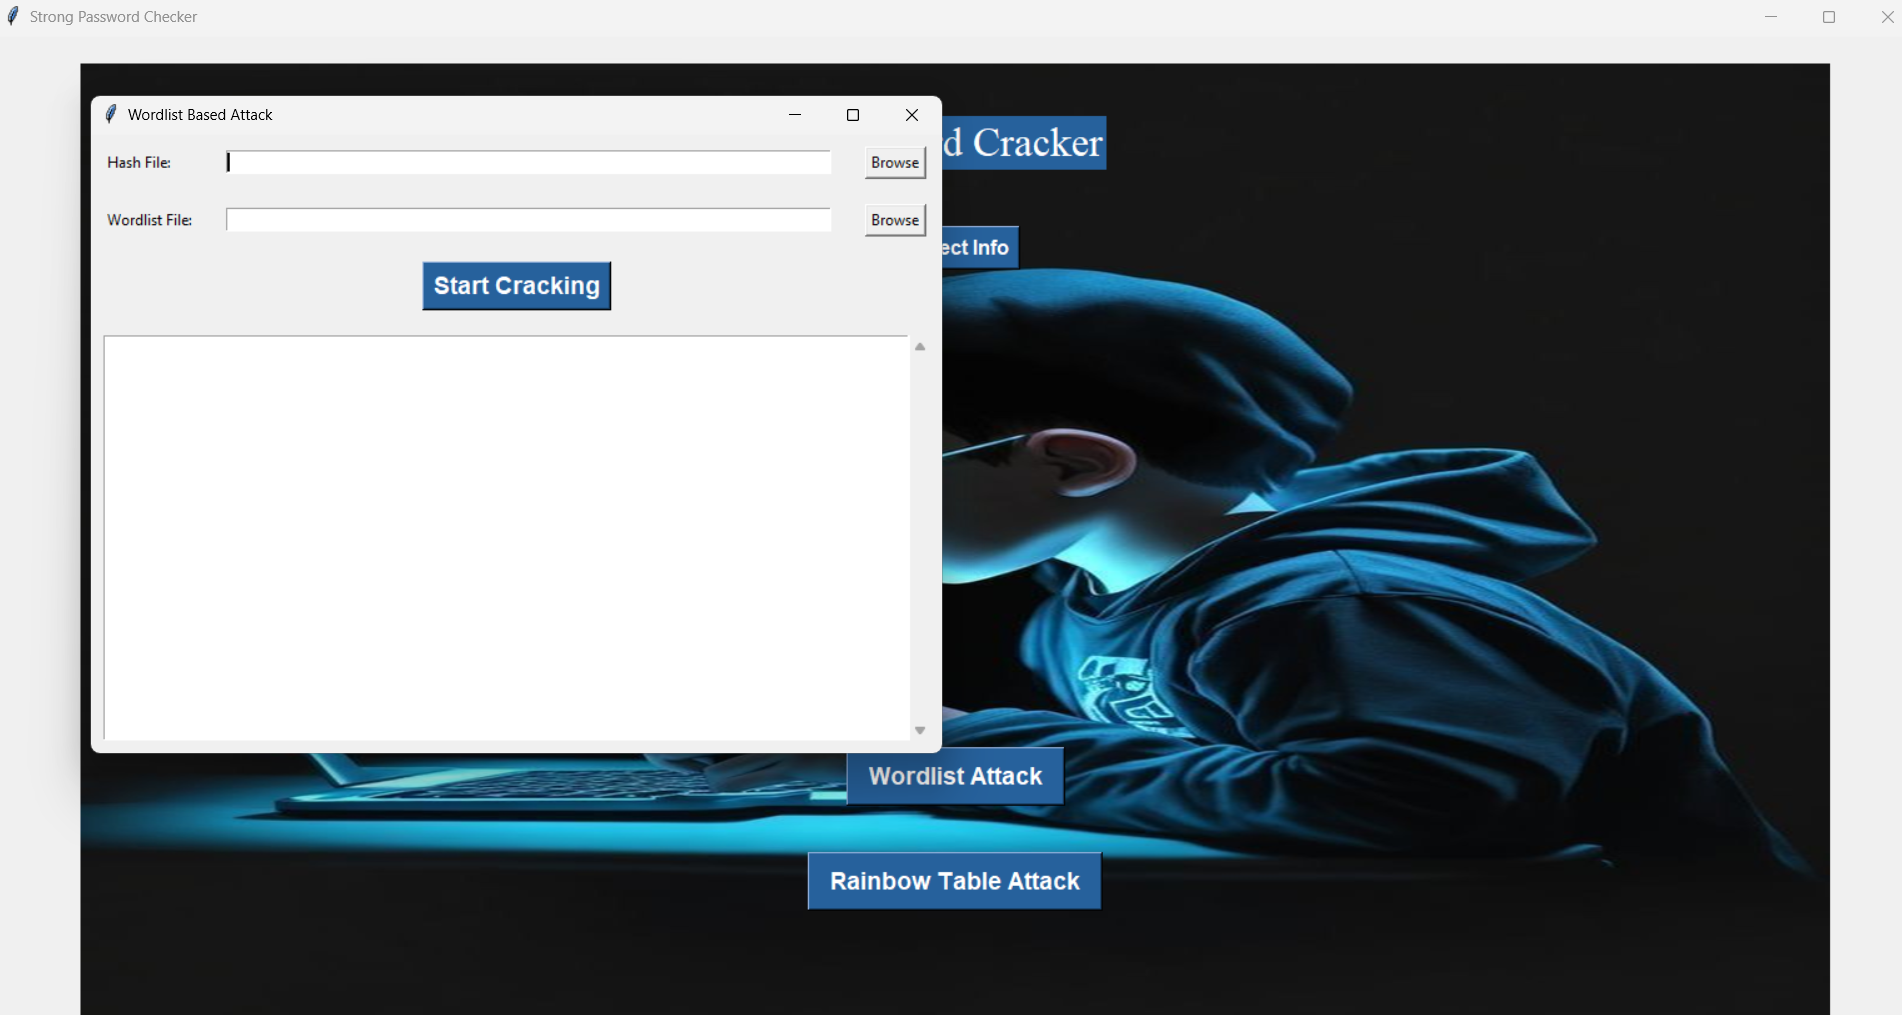 Strong Password Checker
Wordlist Based Attack
Hash File:
Browse
Wordlist File:
Browse
Start Cracking
d Cracker
ect Info
Wordlist Attack
Rainbow Table Attack